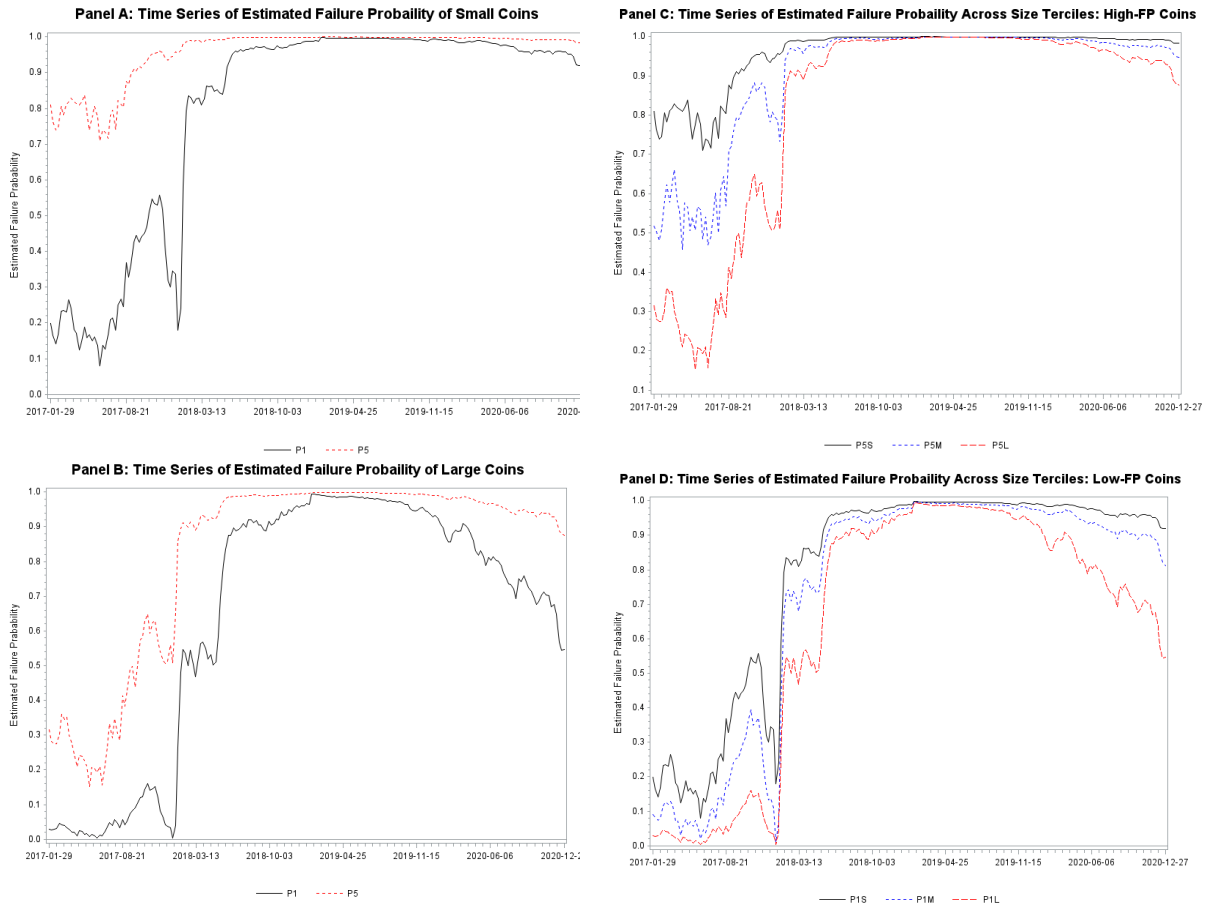 Panel A: Time Series of Estimated Failure Probaility of Small Coins
1.0
0.9
0.8
0.7
0.6
0.5
0.4
0.3
0.2
0.1
0.0
Estimated Failure Prabability
2017-01-29 2017-08-21 2018-03-13 2018-10-03 2019-04-25 2019-11-15 2020-06-06 2020-
P1 P5
Panel C: Time Series of Estimated Failure Probaility Across Size Terciles: High-FP Coins
1.0
0.9
0.8
0.7
0.6
0.5
0.4
0.3
0.2
0.1
Estimated Failure Prabability
2017-01-29 2017-08-21 2018-03-13 2018-10-03 2019-04-25 2019-11-15 2020-06-06 2020-12-27
P5S P5M P5L
Panel B: Time Series of Estimated Failure Probaility of Large Coins
1.0
0.9
0.8
0.7
0.6
0.5
0.4
0.3
0.2
0.1
0.0
Estimated Failure Prabability
2017-01-29 2017-08-21 2018-03-13 2018-10-03 2019-04-25 2019-11-15 2020-06-06 2020-12-2
P1 P5
Panel D: Time Series of Estimated Failure Probaility Across Size Terciles: Low-FP Coins
1.0
0.9
0.8
0.7
0.6
0.5
0.4
0.3
0.2
0.1
0.0
Estimated Failure Prabability
2017-01-29 2017-08-21 2018-03-13 2018-10-03 2019-04-25 2019-11-15 2020-06-06 2020-12-27
P1S P1M P1L